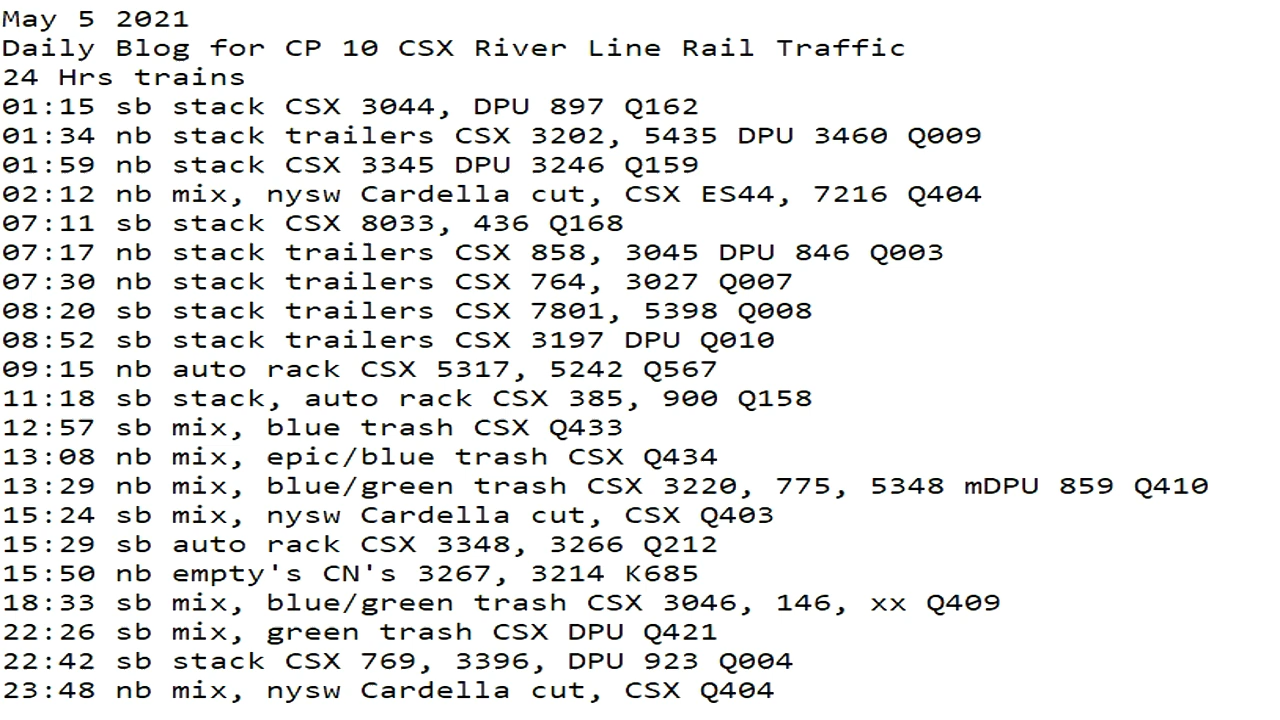 May 5 2021
Daily Blog for CP 10 CSX River Line Rail Traffic
24 Hrs trains
01:15 sb stack CSX 3044, DPU 897 Q162
01:34 nb stack trailers CSX 3202, 5435 DPU 3460 Q009
01:59 nb stack CSX 3345 DPU 3246 Q159
02:12 nb mix, nysw Cardella cut, CSX ES44, 7216 Q404
07:11 sb stack CSX 8033, 436 Q168
07:17 nb stack trailers CSX 858, 3045 DPU 846 Q003
07:30 nb stack trailers CSX 764, 3027 Q007
08:20 sb stack trailers CSX 7801, 5398 Q008
08:52 sb stack trailers CSX 3197 DPU Q010
09:15 nb auto rack CSX 5317, 5242 Q567
11:18 sb stack, auto rack CSX 385, 900 Q158
12:57 sb mix, blue trash CSX Q433
13:08 nb mix, epic/blue trash CSX Q434
13:29 nb mix, blue/green trash CSX 3220, 775, 5348 mDPU 859 Q410
15:24 sb mix, nysw Cardella cut, CSX Q403
15:29 sb auto rack CSX 3348, 3266 Q212
15:50 nb empty's CN's 3267, 3214 K685
18:33 sb mix, blue/green trash CSX 3046, 146, xx Q409
22:26 sb mix, green trash CSX DPU Q421
22:42 sb stack CSX 769, 3396, DPU 923 Q004
23:48 nb mix, nysw Cardella cut, CSX Q404